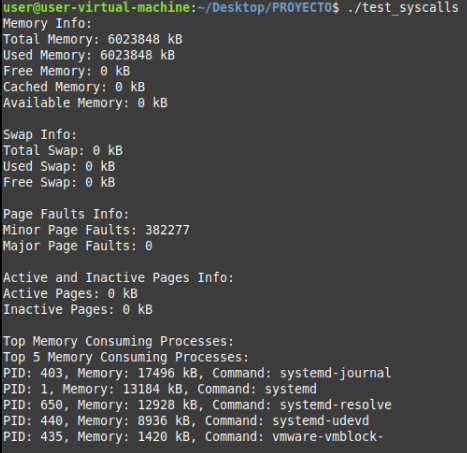 user@user-virtual-machine:~/Desktop/PROYECTO$ ./test_syscalls
Memory Info:
Total Memory: 6023848 kB
Used Memory: 6023848 kB
Free Memory: 0 kB
Cached Memory: 0 kB
Available Memory: 0 kB
Swap Info:
Total Swap: 0 kB
Used Swap: 0 kB
Free Swap: 0 kB
Page Faults Info:
Minor Page Faults: 382277
Major Page Faults: 0
Active and Inactive Pages Info:
Active Pages: 0 kB
Inactive Pages: 0 kB
Top Memory Consuming Processes:
Top 5 Memory Consuming Processes:
PID: 403, Memory: 17496 kB, Command: systemd-journal
PID: 1, Memory: 13184 kB, Command: systemd
PID: 650, Memory: 12928 kB, Command: systemd-resolve
PID: 440, Memory: 8936 kB, Command: systemd-udevd
PID: 435, Memory: 1420 kB, Command: vmware-vmblock-